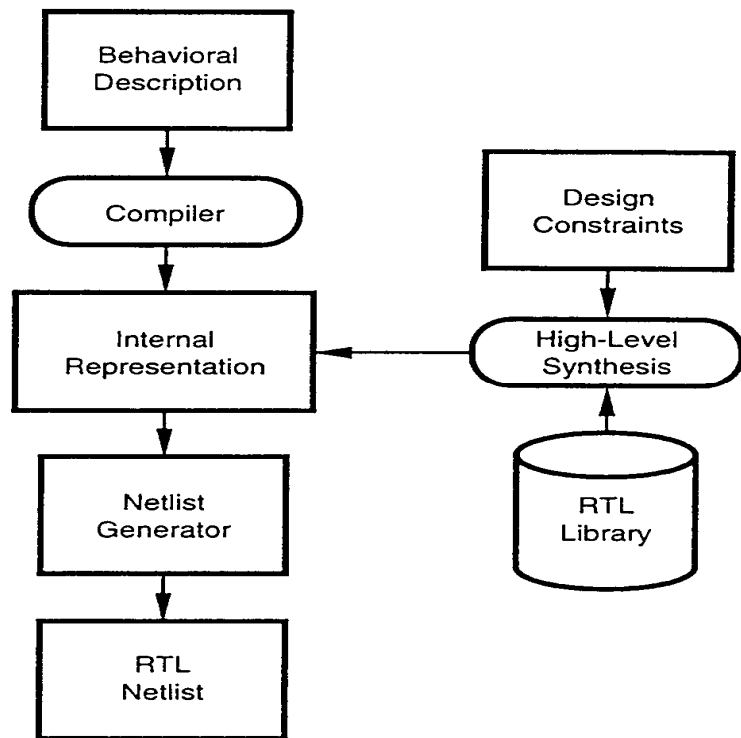 Behavioral
Description
Compiler
Internal
Representation
Netlist
Generator
RTL
Netlist
Design
Constraints
High-Level
Synthesis
RTL
Library